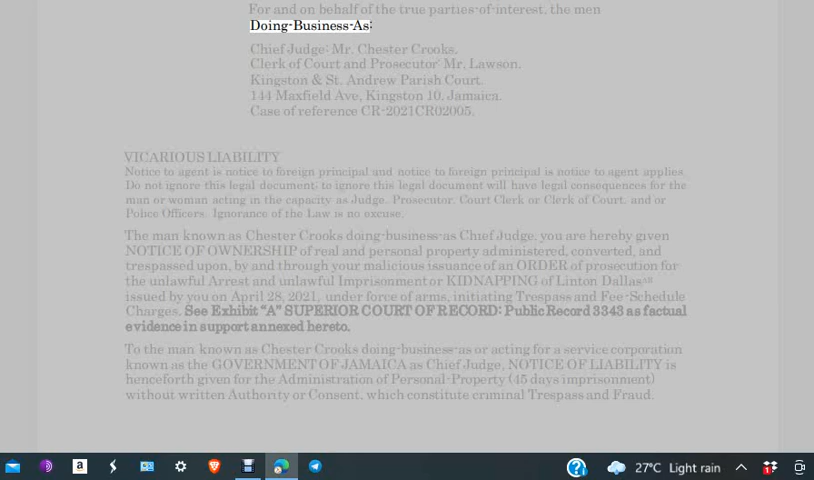 For and on behalf of the true parties-of-interest, the men
Doing-Business-As:
Chief Judge: Mr. Chester Crooks.
Clerk of Court and Prosecutor: Mr. Lawson.
Kingston & St. Andrew Parish Court.
144 Maxfield Ave, Kingston 10, Jamaica.
Case of reference CR-2021CR02005.
VICARIOUS LIABILITY
Notice to agent is notice to foreign principal and notice to foreign principal is notice to agent applies.
Do not ignore this legal document; to ignore this legal document will have legal consequences for the
man or woman acting in the capacity as Judge, Prosecutor, Court Clerk or Clerk of Court, and/or
Police Officers. Ignorance of the Law is no excuse.
The man known as Chester Crooks doing-business-as Chief Judge, you are hereby given
NOTICE OF OWNERSHIP of real and personal property administered, converted, and
trespassed upon, by and through your malicious issuance of an ORDER of prosecution for
the unlawful Arrest and unlawful Imprisonment or KIDNAPPING of Linton Dallas
issued by you on April 28, 2021, under force of arms, initiating Trespass and Fee-Schedule
Charges. See Exhibit “A” SUPERIOR COURT OF RECORD: Public Record 3343 as factual
evidence in support annexed hereto.
To the man known as Chester Crooks doing-business-as or acting for a service corporation
known as the GOVERNMENT OF JAMAICA as Chief Judge, NOTICE OF LIABILITY is
henceforth given for the Administration of Personal-Property (45 days imprisonment)
without written Authority or Consent, which constitute criminal Trespass and Fraud.
27°C Light rain
1